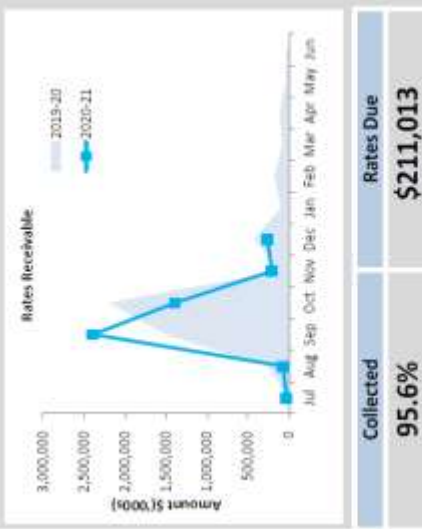 Rates Receivable
Amount $('000s)
3,000,000
2,500,000
2,000,000
1,500,000
1,000,000
500,000
0
2019-20
2020-21
Jul Aug Sep Oct Nov Dec Jan Feb Mar Apr May Jun
Collected Rates Due
95.6% $211,013